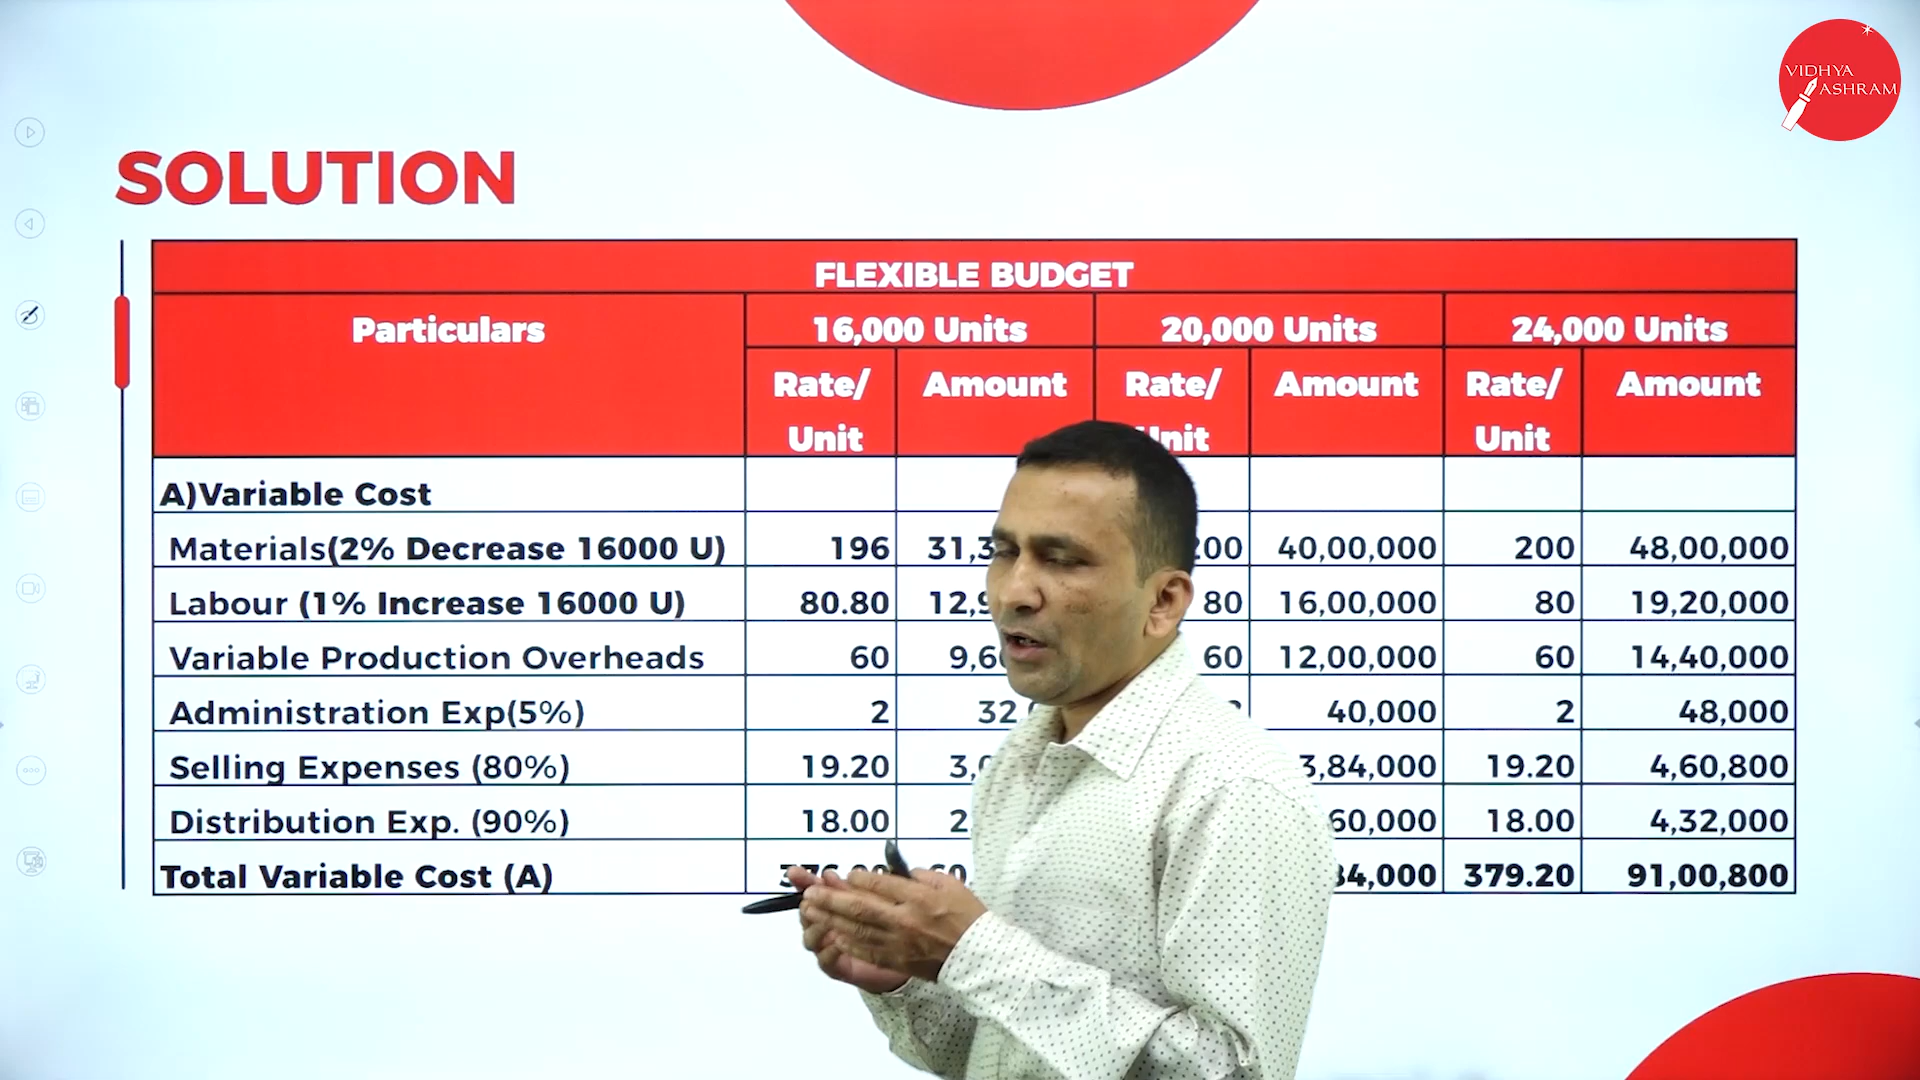 VIDHYA
ASHRAM
SOLUTION
FLEXIBLE BUDGET
Particulars 16,000 Units 20,000 Units 24,000 Units
Rate/ Amount Rate/ Amount Rate/ Amount
Unit Unit Unit
A)Variable Cost
Materials(2% Decrease 16000 U) 196 40,00,000 200 48,00,000
Labour (1% Increase 16000 U) 80.80 80 16,00,000 80 19,20,000
Variable Production Overheads 60 60 12,00,000 60 14,40,000
Administration Exp(5%) 2 40,000 2 48,000
Selling Expenses (80%) 19.20 3,84,000 19.20 4,60,800
Distribution Exp. (90%) 18.00 18.00 4,32,000
Total Variable Cost (A) 379.20 91,00,800